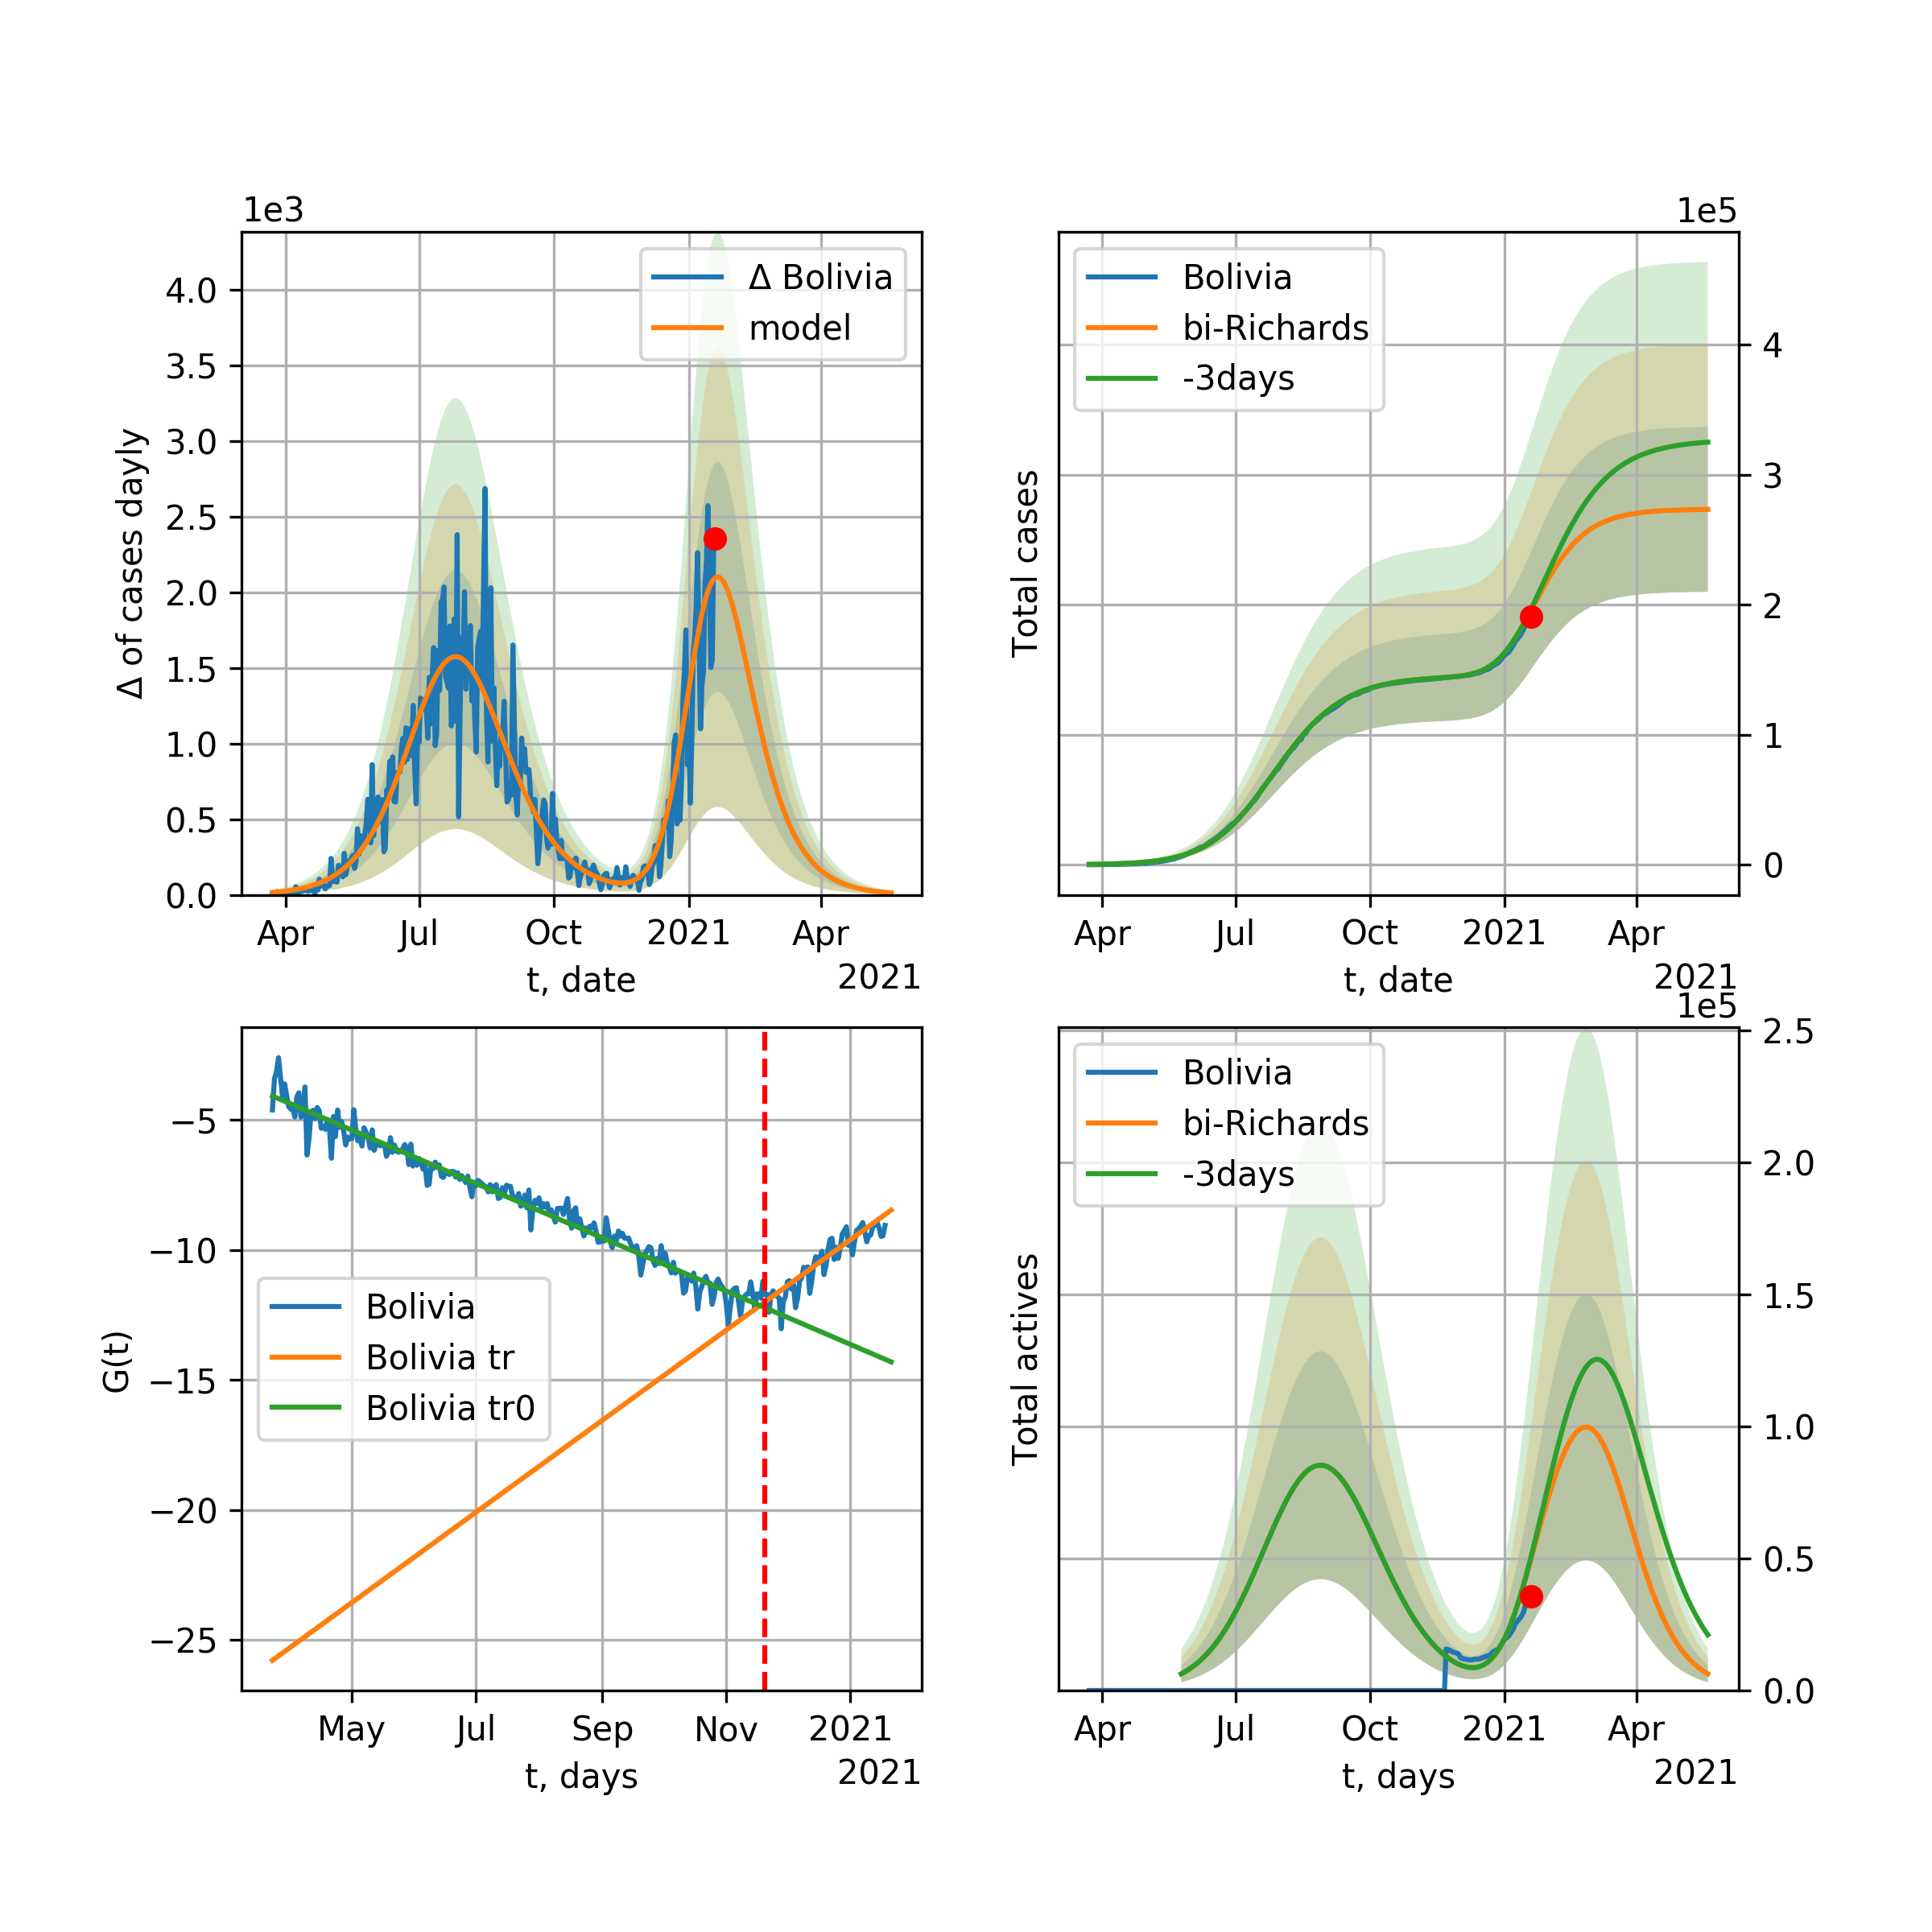 1e3
Δ of cases dayly
4.0
3.5
3.0
2.5
2.0
1.5
1.0
0.5
0.0
Δ Bolivia
model
Apr
Jul
Oct
2021
Apr
t, date
2021
1e5
Total cases
Bolivia
bi-Richards
-3days
4
3
2
1
0
Apr
Jul
Oct
2021
Apr
t, date
2021
G(t)
−5
−10
−15
−20
−25
Bolivia
Bolivia tr
Bolivia tr0
May
Jul
Sep
Nov
2021
t, days
2021
1e5
Total actives
Bolivia
bi-Richards
-3days
2.5
2.0
1.5
1.0
0.5
0.0
Apr
Jul
Oct
2021
Apr
t, days
2021